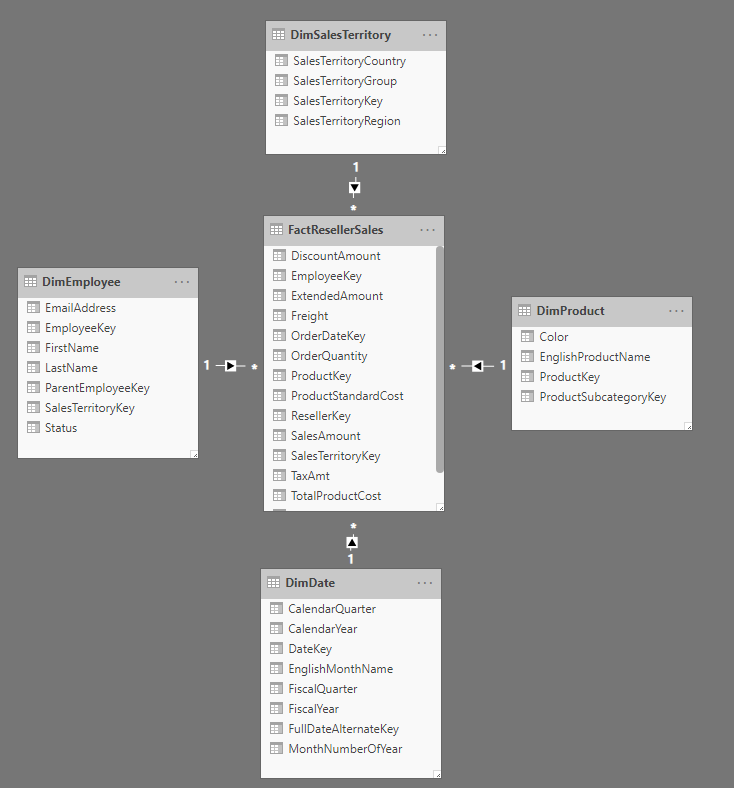 DimSalesTerritory ...
SalesTerritoryCountry
SalesTerritoryGroup
SalesTerritoryKey
SalesTerritoryRegion
1
*
FactResellerSales ...
DiscountAmount
EmployeeKey
ExtendedAmount
Freight
OrderDateKey
OrderQuantity
ProductKey
ProductStandardCost
ResellerKey
SalesAmount
SalesTerritoryKey
TaxAmt
TotalProductCost
DimEmployee ...
EmailAddress
EmployeeKey
FirstName
LastName
ParentEmployeeKey
SalesTerritoryKey
Status
1 *
DimProduct ...
Color
EnglishProductName
ProductKey
ProductSubcategoryKey
* 1
*
1
DimDate ...
CalendarQuarter
CalendarYear
DateKey
EnglishMonthName
FiscalQuarter
FiscalYear
FullDateAlternateKey
MonthNumberOfYear